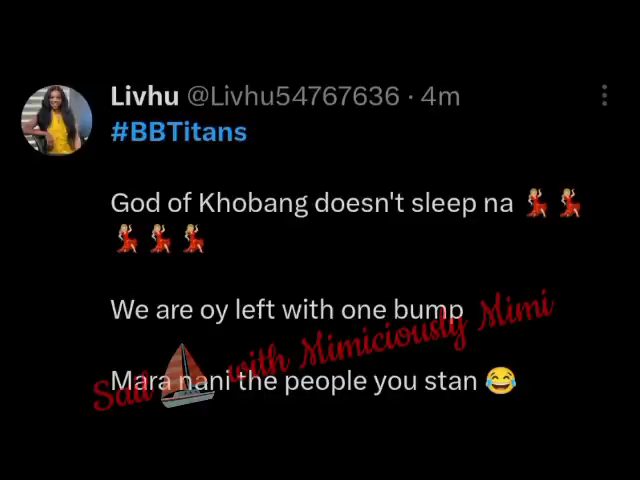 Livhu @Livhu54767636 · 4m
#BBTitans
God of Khobang doesn't sleep na 💃💃
💃💃💃
We are oy left with one bump
Mara nani the people you stan 😂
Sail ⛵ with Mimiciously Mimi